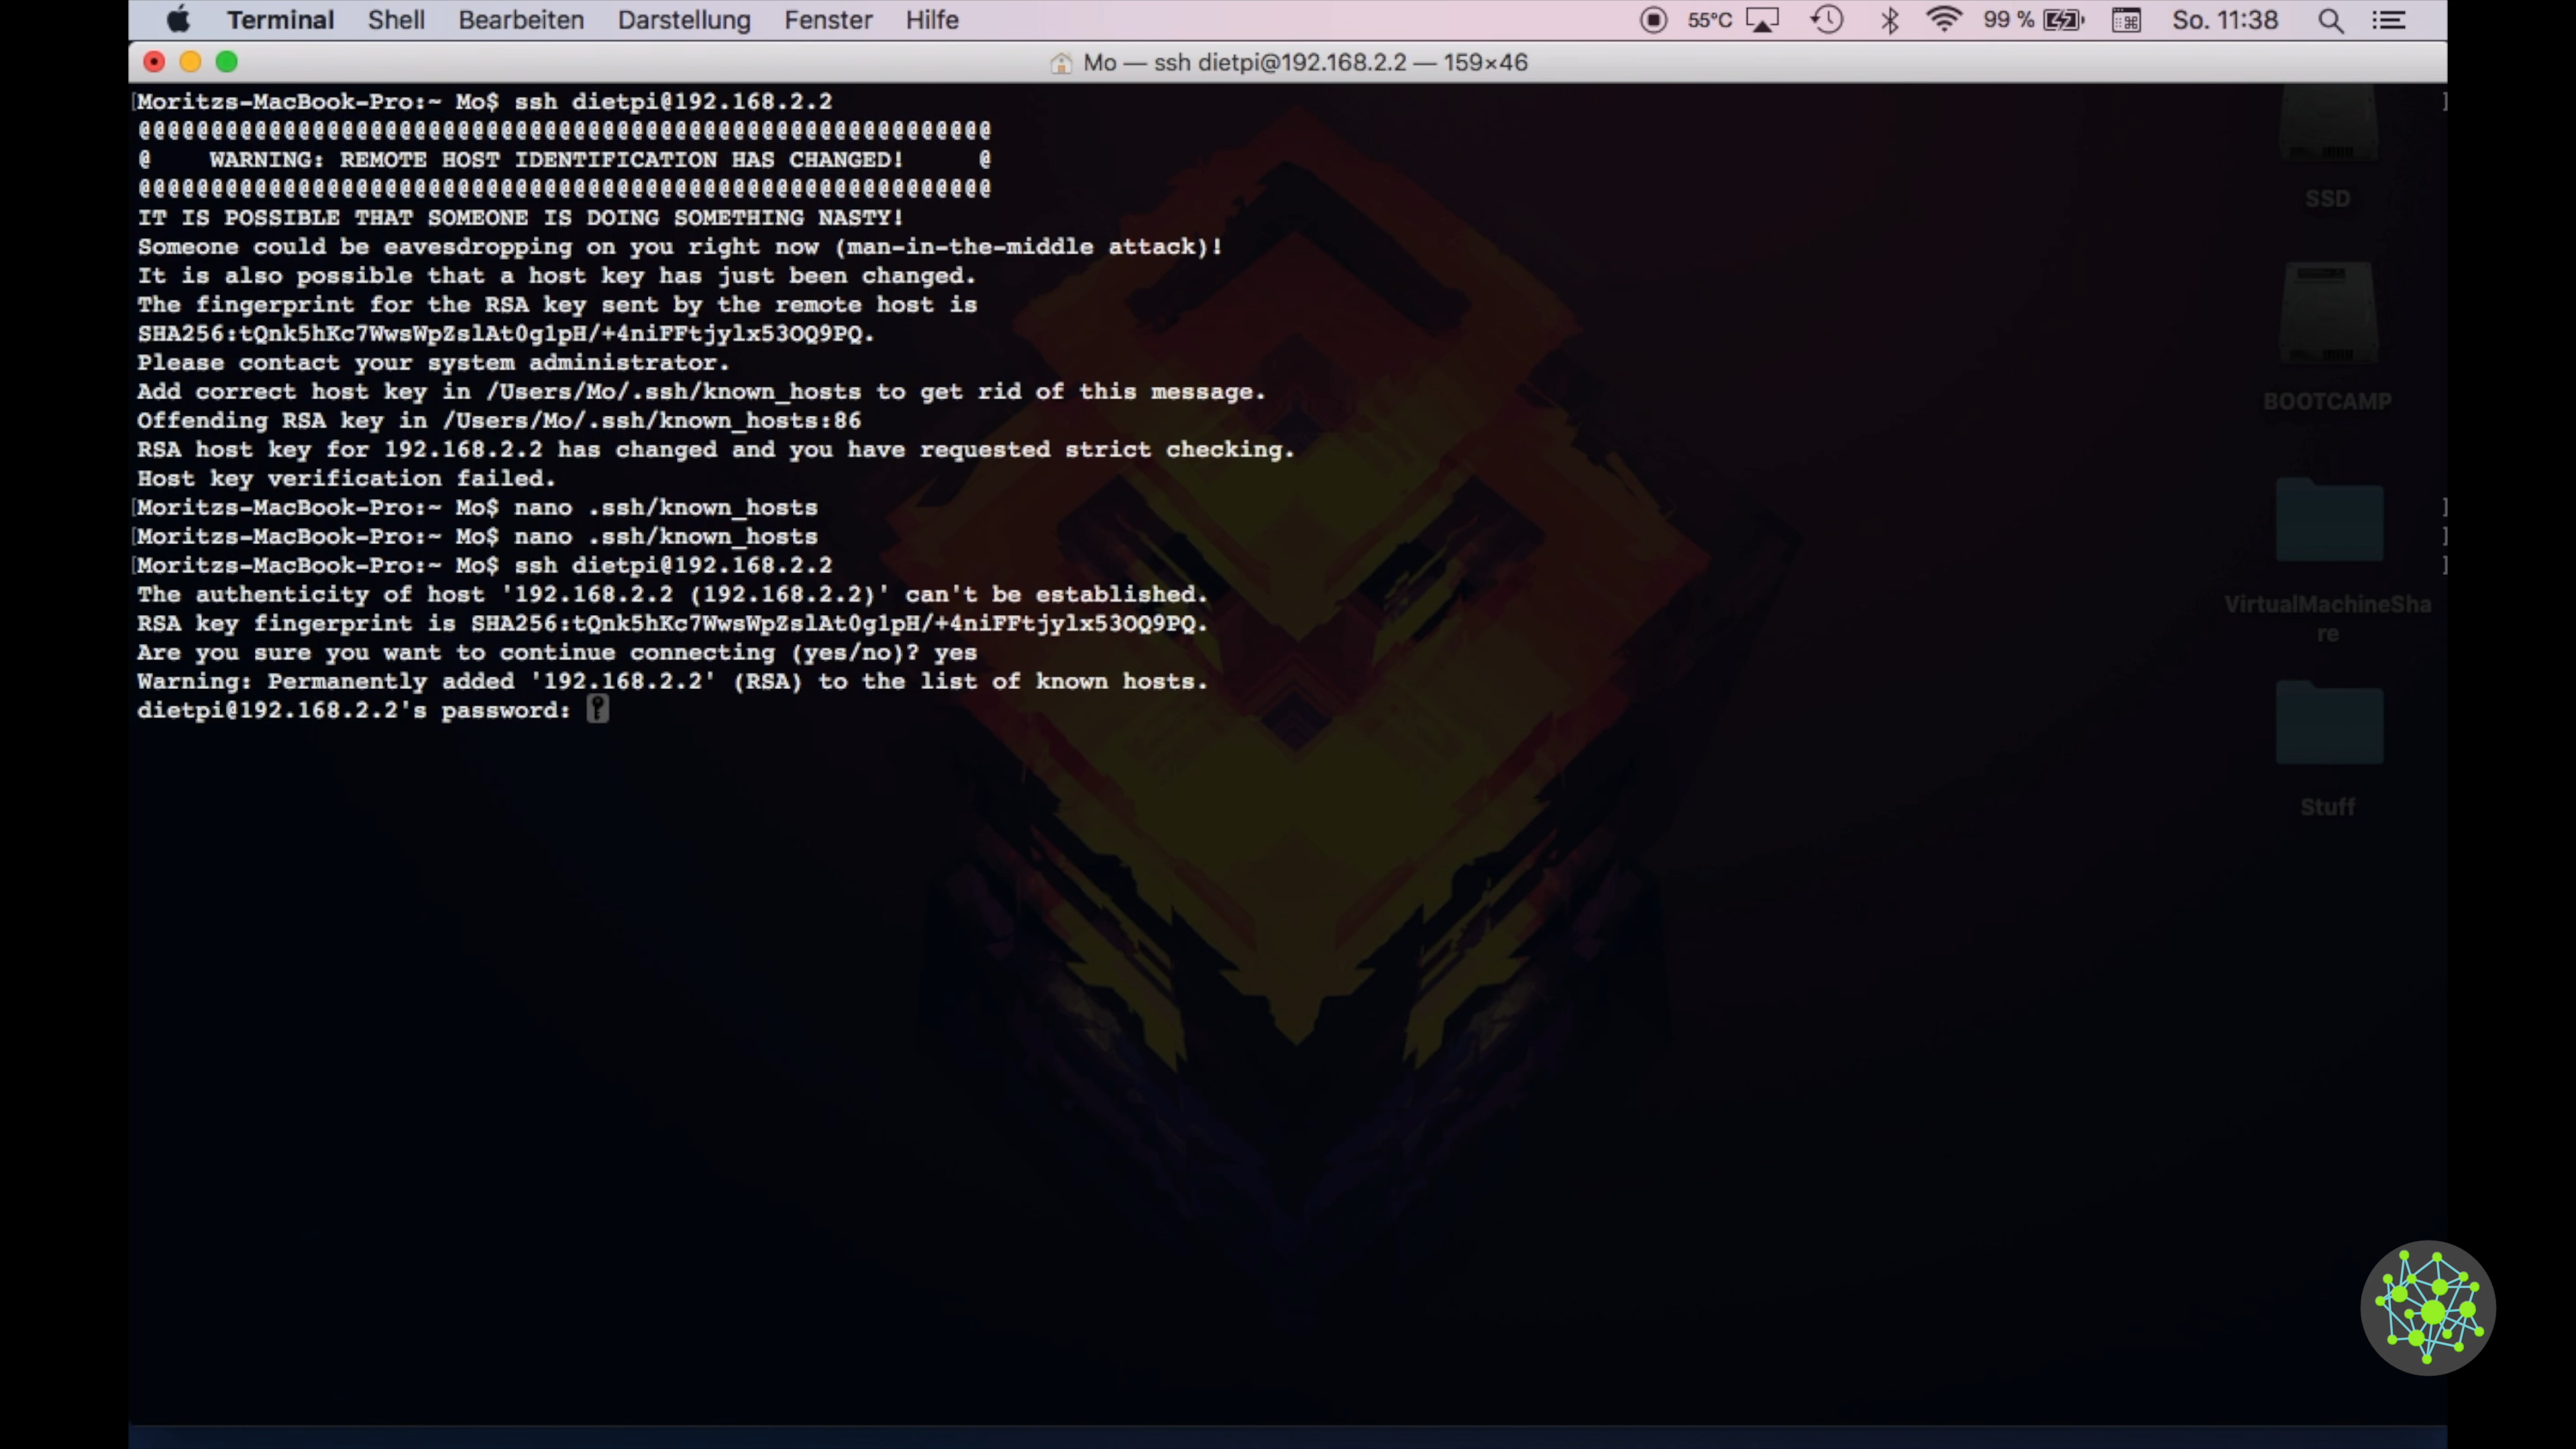 Terminal Shell Bearbeiten Darstellung Fenster Hilfe 55°C 99 % So. 11:38
Mo — ssh dietpi@192.168.2.2 — 159×46
[Moritzs-MacBook-Pro:~ Mo$ ssh dietpi@192.168.2.2 ]
@@@@@@@@@@@@@@@@@@@@@@@@@@@@@@@@@@@@@@@@@@@@@@@@@@@@@@@@@@@
@    WARNING: REMOTE HOST IDENTIFICATION HAS CHANGED!     @
@@@@@@@@@@@@@@@@@@@@@@@@@@@@@@@@@@@@@@@@@@@@@@@@@@@@@@@@@@@
IT IS POSSIBLE THAT SOMEONE IS DOING SOMETHING NASTY!
Someone could be eavesdropping on you right now (man-in-the-middle attack)!
It is also possible that a host key has just been changed.
The fingerprint for the RSA key sent by the remote host is
SHA256:tQnk5hKc7WwsWpZslAt0g1pH/+4niFFtjylx53OQ9PQ.
Please contact your system administrator.
Add correct host key in /Users/Mo/.ssh/known_hosts to get rid of this message.
Offending RSA key in /Users/Mo/.ssh/known_hosts:86
RSA host key for 192.168.2.2 has changed and you have requested strict checking.
Host key verification failed.
[Moritzs-MacBook-Pro:~ Mo$ nano .ssh/known_hosts ]
[Moritzs-MacBook-Pro:~ Mo$ nano .ssh/known_hosts ]
[Moritzs-MacBook-Pro:~ Mo$ ssh dietpi@192.168.2.2 ]
The authenticity of host '192.168.2.2 (192.168.2.2)' can't be established.
RSA key fingerprint is SHA256:tQnk5hKc7WwsWpZslAt0g1pH/+4niFFtjylx53OQ9PQ.
Are you sure you want to continue connecting (yes/no)? yes
Warning: Permanently added '192.168.2.2' (RSA) to the list of known hosts.
dietpi@192.168.2.2's password:
SSD
BOOTCAMP
VirtualMachineSha
re
Stuff